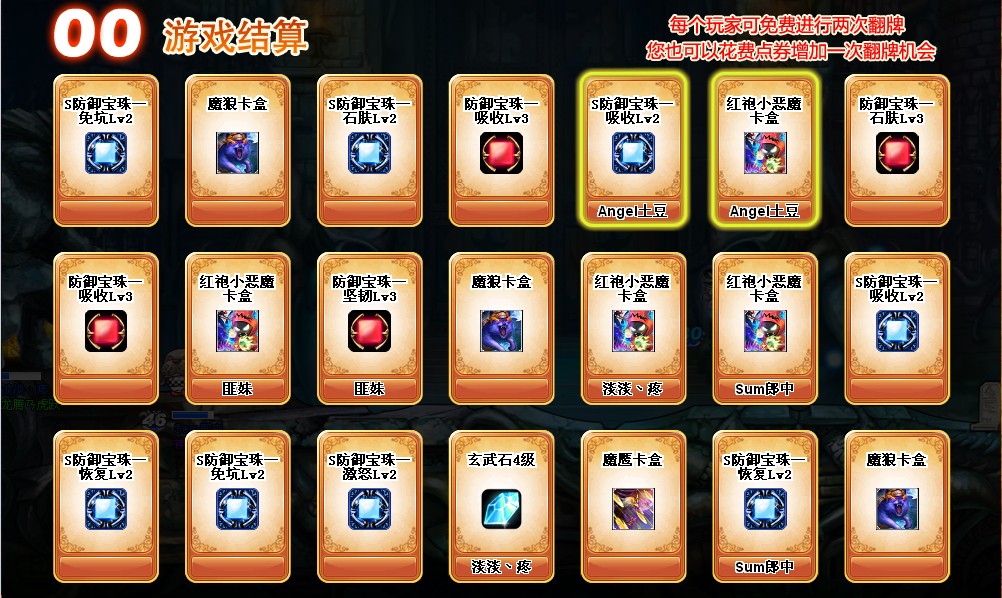 00 游戏结算
每个玩家可免费进行两次翻牌
您也可以花费点券增加一次翻牌机会
S防御宝珠—
免坑Lv2
魔狼卡盒
S防御宝珠—
石肤Lv2
防御宝珠—
吸收Lv3
S防御宝珠—
吸收Lv2
Angel土豆
红袍小恶魔
卡盒
Angel土豆
防御宝珠—
石肤Lv3
防御宝珠—
吸收Lv3
红袍小恶魔
卡盒
匪妹
防御宝珠—
坚韧Lv3
匪妹
魔狼卡盒
红袍小恶魔
卡盒
淡淡丶疼
红袍小恶魔
卡盒
Sum郎中
S防御宝珠—
吸收Lv2
S防御宝珠—
恢复Lv2
S防御宝珠—
免坑Lv2
S防御宝珠—
激怒Lv2
玄武石4级
淡淡丶疼
魔鹰卡盒
S防御宝珠—
恢复Lv2
Sum郎中
魔狼卡盒
46